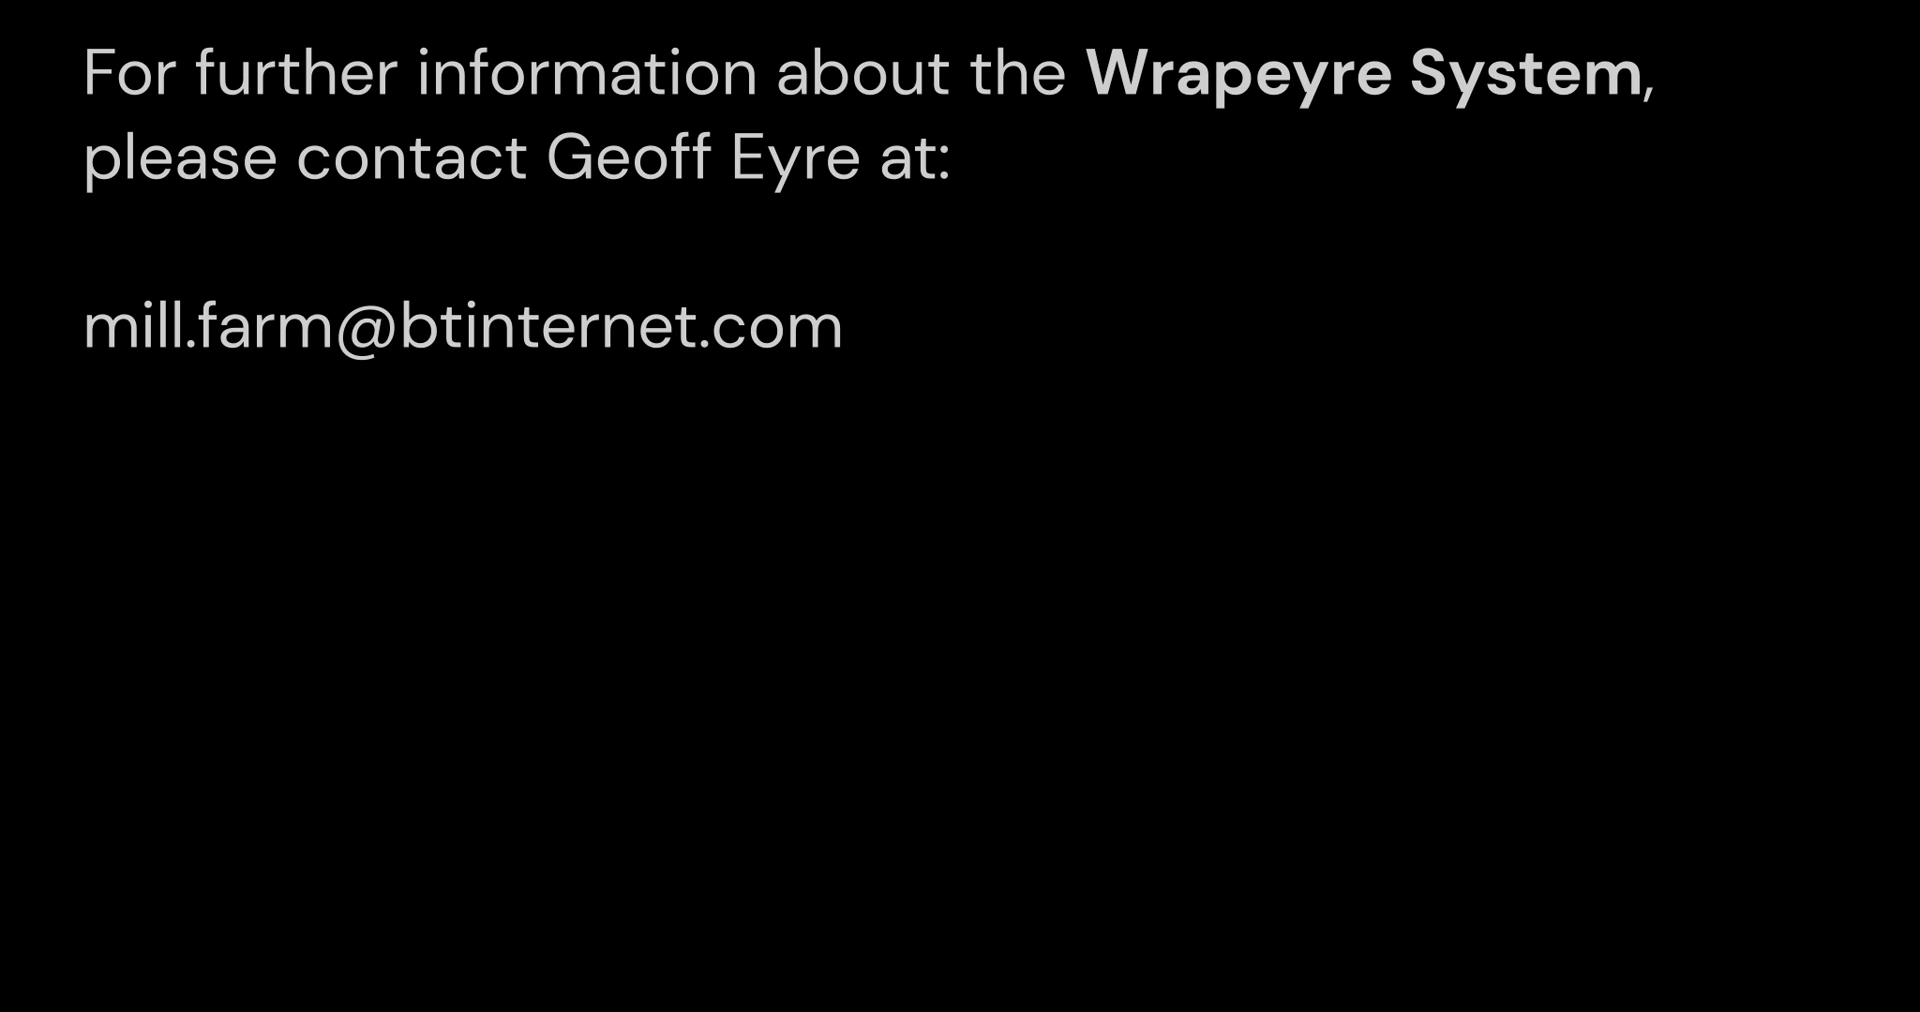 For further information about the Wrapeyre System,
please contact Geoff Eyre at:
mill.farm@btinternet.com